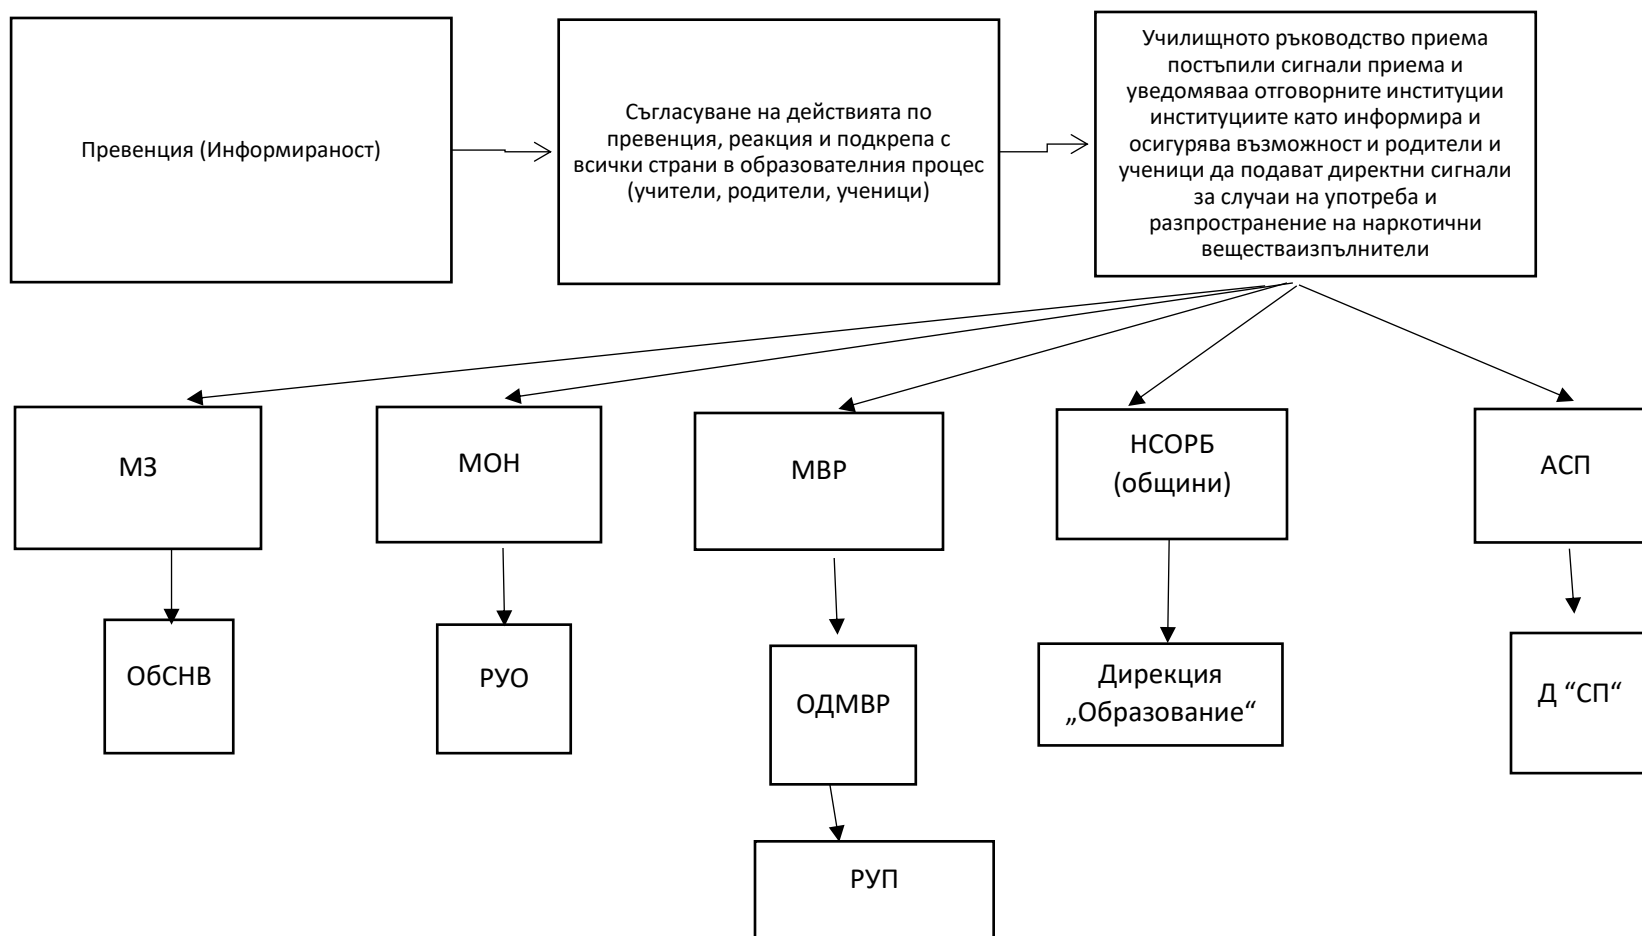 Превенция (Информираност)
Съгласуване на действията по
превенция, реакция и подкрепа с
всички страни в образователния процес
(учители, родители, ученици)
Училищното ръководство приема
постъпили сигнали приема и
уведомяваа отговорните институции
институциите като информира и
осигурява възможност и родители и
ученици да подават директни сигнали
за случаи на употреба и
разпространение на наркотични
веществаизпълнители
МЗ
МОН
МВР
НСОРБ
(общини)
АСП
ОбСНВ
РУО
ОДМВР
Дирекция
„Образование“
Д “СП“
РУП